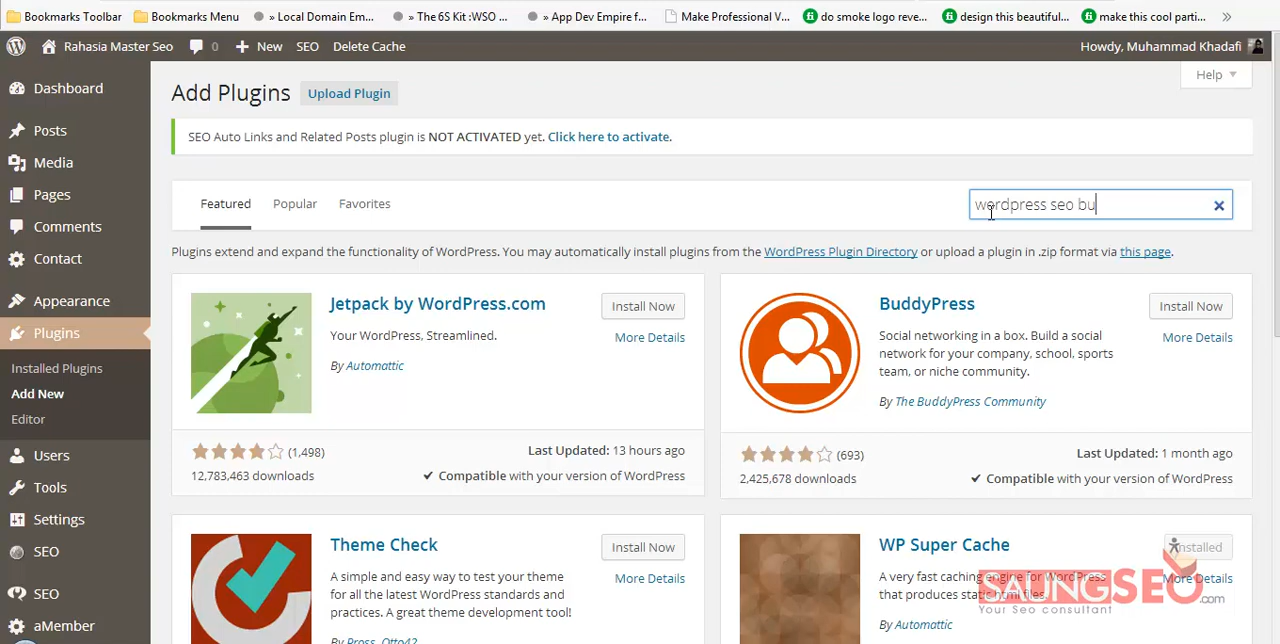 Bookmarks Toolbar Bookmarks Menu » Local Domain Em... » The 6S Kit :WSO ... » App Dev Empire f... Make Professional V... do smoke logo reve... design this beautiful... make this cool parti... »
Rahasia Master Seo 0 + New SEO Delete Cache Howdy, Muhammad Khadafi
Help
Dashboard
Posts
Media
Pages
Comments
Contact
Appearance
Plugins
Installed Plugins
Add New
Editor
Users
Tools
Settings
SEO
SEO
aMember
Add Plugins Upload Plugin
SEO Auto Links and Related Posts plugin is NOT ACTIVATED yet. Click here to activate.
Featured Popular Favorites wordpress seo bu
Plugins extend and expand the functionality of WordPress. You may automatically install plugins from the WordPress Plugin Directory or upload a plugin in .zip format via this page.
Jetpack by WordPress.com Install Now
Your WordPress, Streamlined. More Details
By Automattic
(1,498) Last Updated: 13 hours ago
12,783,463 downloads ✓ Compatible with your version of WordPress
BuddyPress Install Now
Social networking in a box. Build a social More Details
network for your company, school, sports
team, or niche community.
By The BuddyPress Community
(693) Last Updated: 1 month ago
2,425,678 downloads ✓ Compatible with your version of WordPress
Theme Check Install Now
A simple and easy way to test your theme More Details
for all the latest WordPress standards and
practices. A great theme development tool!
By Pross, Otto42
WP Super Cache Installed
A very fast caching engine for WordPress More Details
that produces static html files.
By Automattic
SAUNGSEO.com
Your Seo consultant